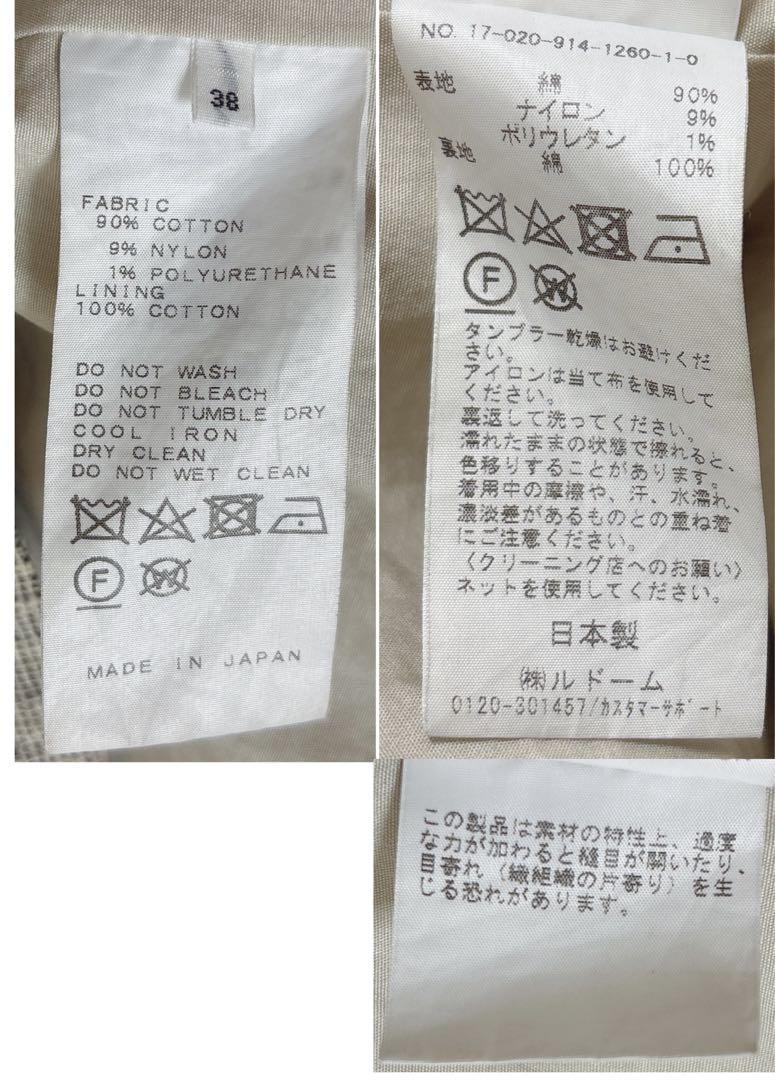 38
FABRIC
90% COTTON
9% NYLON
1% POLYURETHANE
LINING
100% COTTON
DO NOT WASH
DO NOT BLEACH
DO NOT TUMBLE DRY
COOL IRON
DRY CLEAN
DO NOT WET CLEAN
F W
MADE IN JAPAN
NO. 17-020-914-1260-1-0
表地 綿 90%
ナイロン 9%
ポリウレタン 1%
裏地 綿 100%
F W
タンブラー乾燥はお避けくだ
さい。
アイロンは当て布を使用して
ください。
裏返して洗ってください。
濡れたままの状態で擦れると、
色移りすることがあります。
着用中の摩擦や、汗、水濡れ、
濃淡差があるものとの重ね着
にご注意ください。
〈クリーニング店へのお願い〉
ネットを使用してください。
日本製
㈱ルドーム
0120-301457/カスタマーサポート
この製品は素材の特性上、過度
な力が加わると縫目が開いたり、
目寄れ（織組織の片寄り）を生
じる恐れがあります。